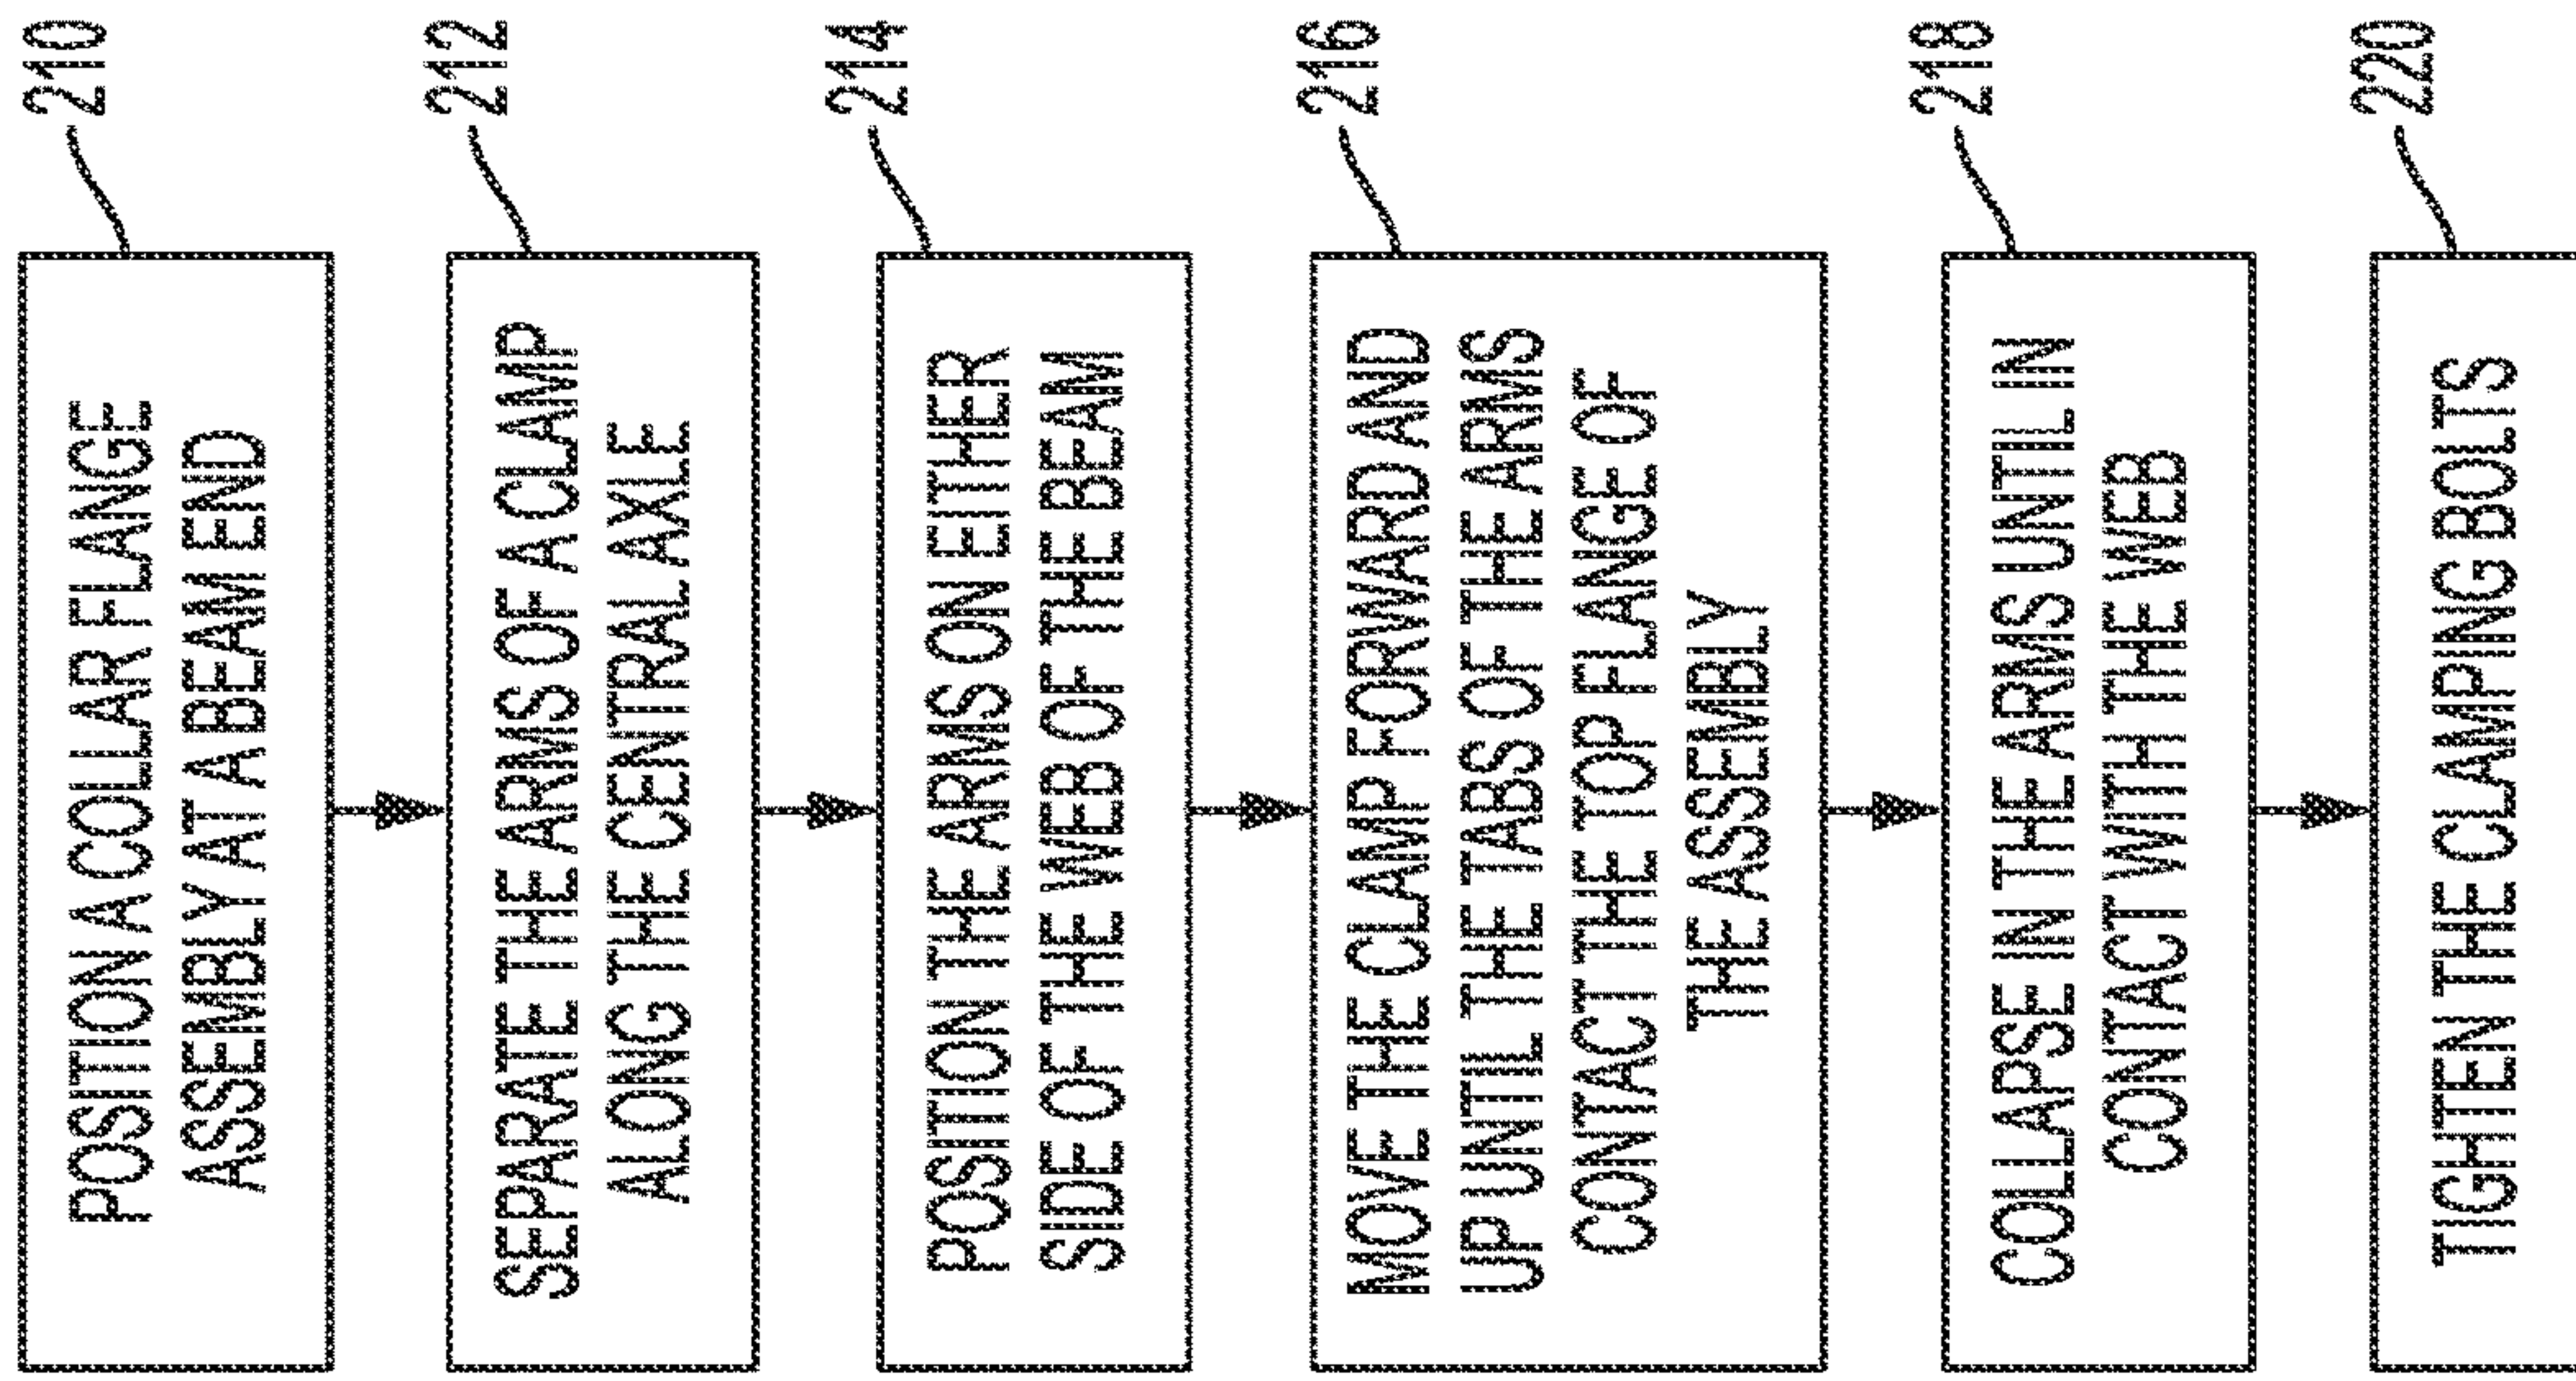 210
POSITION A COLLAR FLANGE
ASSEMBLY AT A BEAM END
212
SEPARATE THE ARMS OF A CLAMP
ALONG THE CENTRAL AXLE
214
POSITION THE ARMS ON EITHER
SIDE OF THE WEB OF THE BEAM
216
MOVE THE CLAMP FORWARD AND
UP UNTIL THE TABS OF THE ARMS
CONTACT THE TOP FLANGE OF
THE ASSEMBLY
218
COLLAPSE IN THE ARMS UNTIL IN
CONTACT WITH THE WEB
220
TIGHTEN THE CLAMPING BOLTS